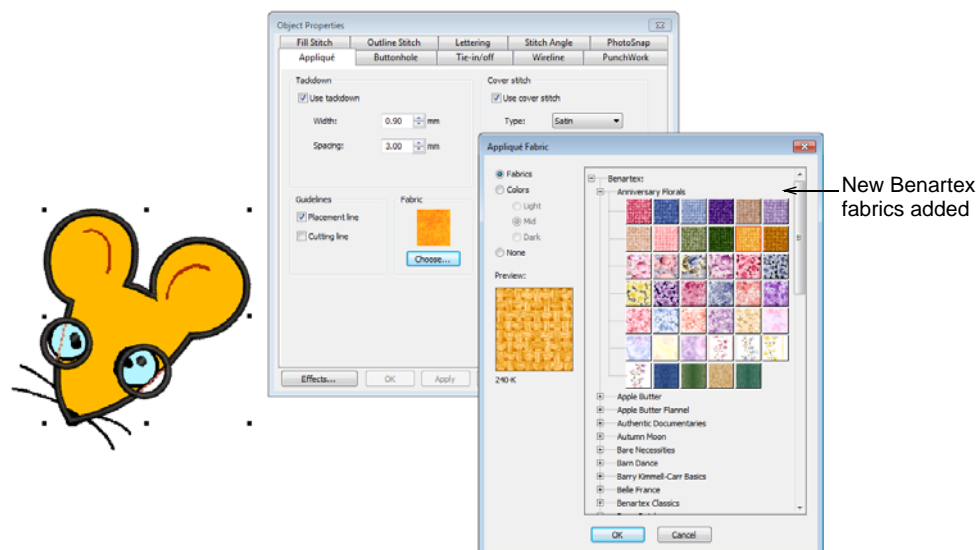 Object Properties
Fill Stitch Outline Stitch Lettering Stitch Angle PhotoSnap
Appliqué Buttonhole Tie-in/off Wireline PunchWork
Tackdown
Use tackdown
Width: 0.90 mm
Spacing: 3.00 mm
Cover stitch
Use cover stitch
Type: Satin
Guidelines
Placement line
Cutting line
Fabric
Choose...
Effects... OK Apply
Appliqué Fabric
Fabrics
Colors
Light
Mid
Dark
None
Preview:
240-K
Benartex:
Anniversary Florals
Apple Butter
Apple Butter Flannel
Authentic Documentaries
Autumn Moon
Bare Necessities
Barn Dance
Barry Kimmell-Carr Basics
Belle France
Benartex Classics
OK Cancel
New Benartex
fabrics added